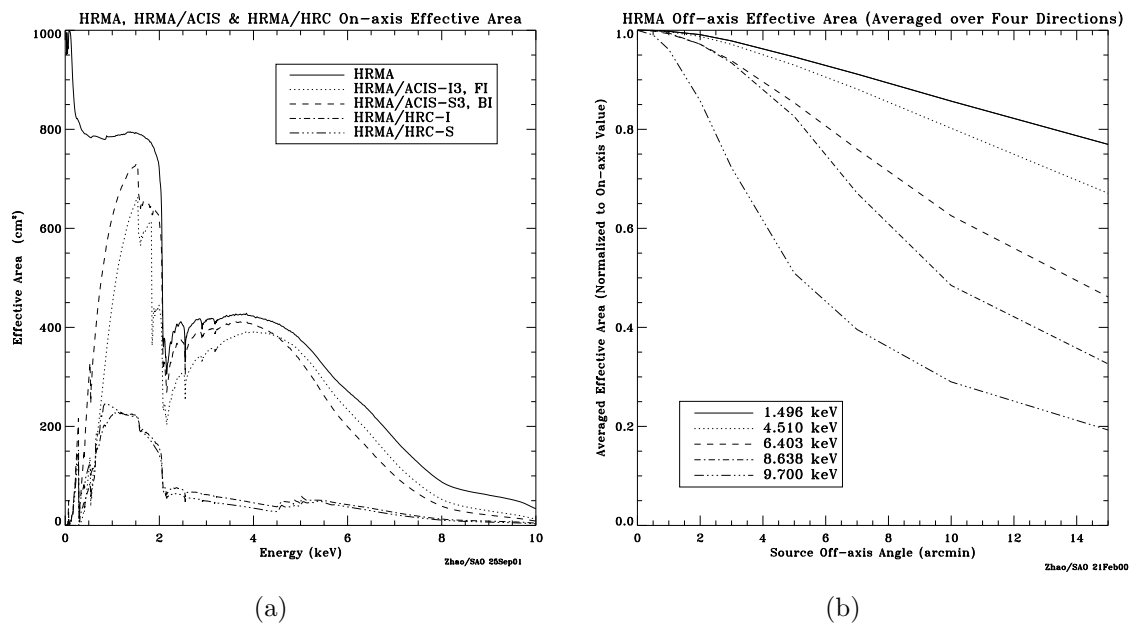 HRMA, HRMA/ACIS & HRMA/HRC On-axis Effective Area
Effective Area (cm²)
1000
800
600
400
200
0
HRMA
HRMA/ACIS-I3, FI
HRMA/ACIS-S3, BI
HRMA/HRC-I
HRMA/HRC-S
0 2 4 6 8 10
Energy (keV)
Zhao/SAO 25Sep01
(a)
HRMA Off-axis Effective Area (Averaged over Four Directions)
Averaged Effective Area (Normalized to On-axis Value)
1.0
0.8
0.6
0.4
0.2
0.0
1.496 keV
4.510 keV
6.403 keV
8.638 keV
9.700 keV
0 2 4 6 8 10 12 14
Source Off-axis Angle (arcmin)
Zhao/SAO 21Feb00
(b)